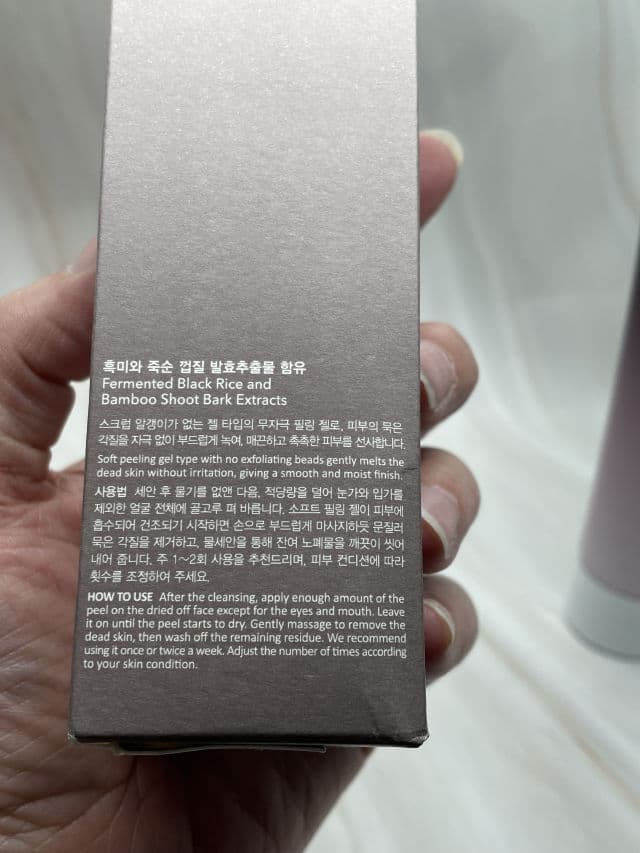 흑미와 죽순 껍질 발효추출물 함유
Fermented Black Rice and
Bamboo Shoot Bark Extracts
스크럽 알갱이가 없는 젤 타입의 무자극 필링 젤로, 피부의 묵은
각질을 자극 없이 부드럽게 녹여, 매끈하고 촉촉한 피부를 선사합니다.
Soft peeling gel type with no exfoliating beads gently melts the
dead skin without irritation, giving a smooth and moist finish.
사용법 세안 후 물기를 없앤 다음, 적당량을 덜어 눈가와 입가를
제외한 얼굴 전체에 골고루 펴 바릅니다. 소프트 필링 젤이 피부에
흡수되어 건조되기 시작하면 손으로 부드럽게 마사지하듯 문질러
묵은 각질을 제거하고, 물세안을 통해 잔여 노폐물을 깨끗이 씻어
내어 줍니다. 주 1~2회 사용을 추천드리며, 피부 컨디션에 따라
횟수를 조정하여 주세요.
HOW TO USE After the cleansing, apply enough amount of the
peel on the dried off face except for the eyes and mouth. Leave
it on until the peel starts to dry. Gently massage to remove the
dead skin, then wash off the remaining residue. We recommend
using it once or twice a week. Adjust the number of times according
to your skin condition.